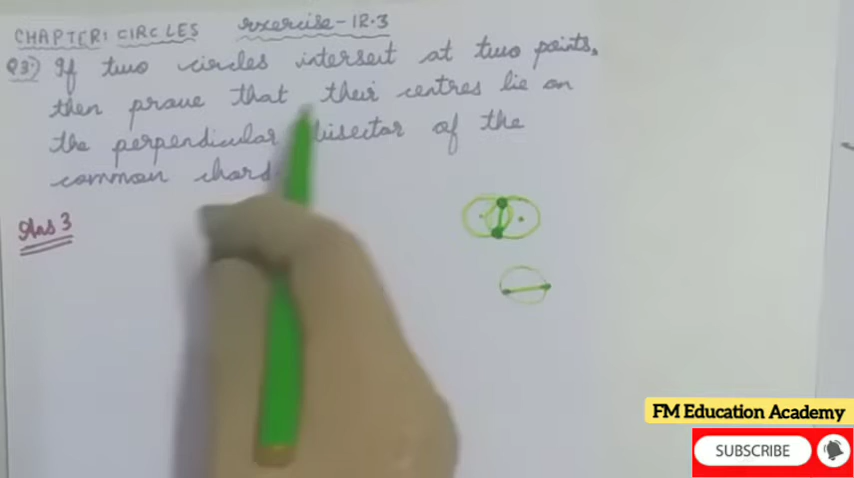 CHAPTER: CIRCLES exercise-12.3
Q3:) If two circles intersect at two points,
then prove that their centres lie on
the perpendicular bisector of the
common chord
Ans 3
FM Education Academy
SUBSCRIBE